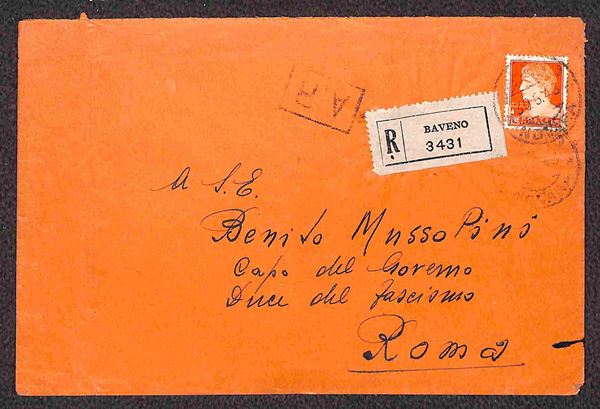 A R
R
BAVENO
3431
A S.E.
Benito Mussolini
Capo del Governo
Duce del fascismo
Roma